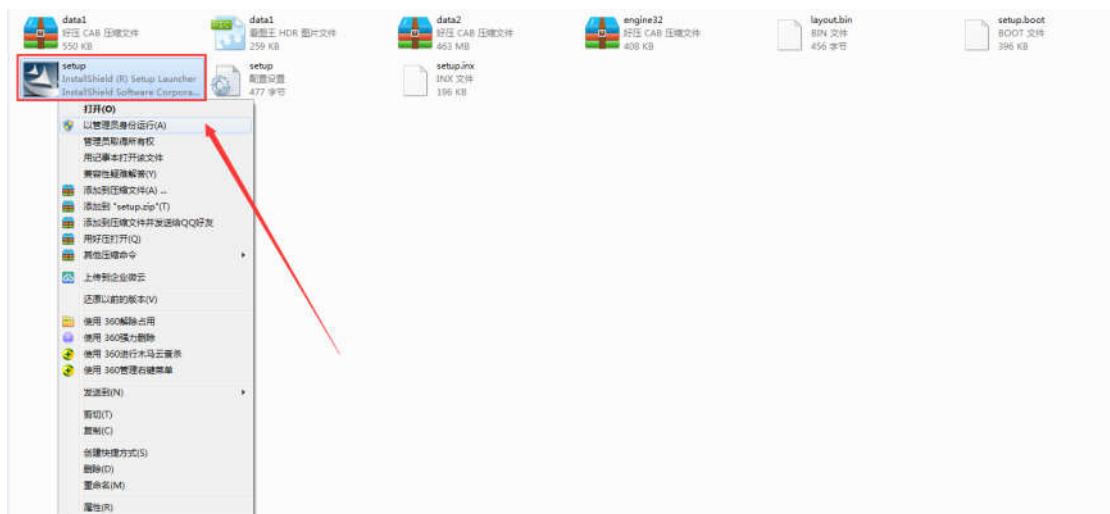 data1
好压 CAB 压缩文件
550 KB
data1
看图王 HDR 图片文件
259 KB
data2
好压 CAB 压缩文件
463 MB
engine32
好压 CAB 压缩文件
408 KB
layout.bin
BIN 文件
456 字节
setup.boot
BOOT 文件
396 KB
setup
InstallShield (R) Setup Launcher
InstallShield Software Corpora...
setup
配置设置
477 字节
setup.inx
INX 文件
196 KB
打开(O)
以管理员身份运行(A)
管理员取得所有权
用记事本打开该文件
兼容性疑难解答(Y)
添加到压缩文件(A) ...
添加到 "setup.zip"(T)
添加到压缩文件并发送给QQ好友
用好压打开(Q)
其他压缩命令
上传到企业微云
还原以前的版本(V)
使用 360解除占用
使用 360强力删除
使用 360进行木马云查杀
使用 360管理右键菜单
发送到(N)
剪切(T)
复制(C)
创建快捷方式(S)
删除(D)
重命名(M)
属性(R)